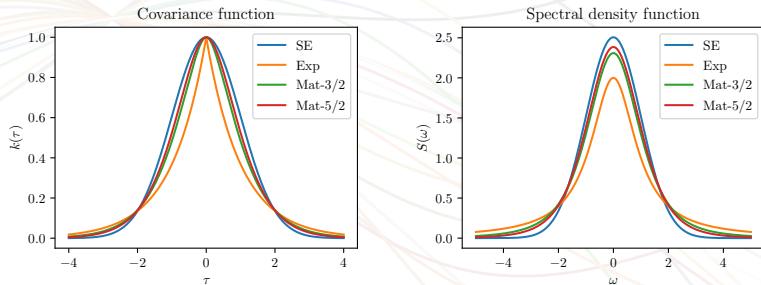 Covariance function
1.0
0.8
0.6
0.4
0.2
0.0
k(τ)
−4
−2
0
2
4
τ
SE
Exp
Mat-3/2
Mat-5/2
Spectral density function
2.5
2.0
1.5
1.0
0.5
0.0
S(ω)
−4
−2
0
2
4
ω
SE
Exp
Mat-3/2
Mat-5/2